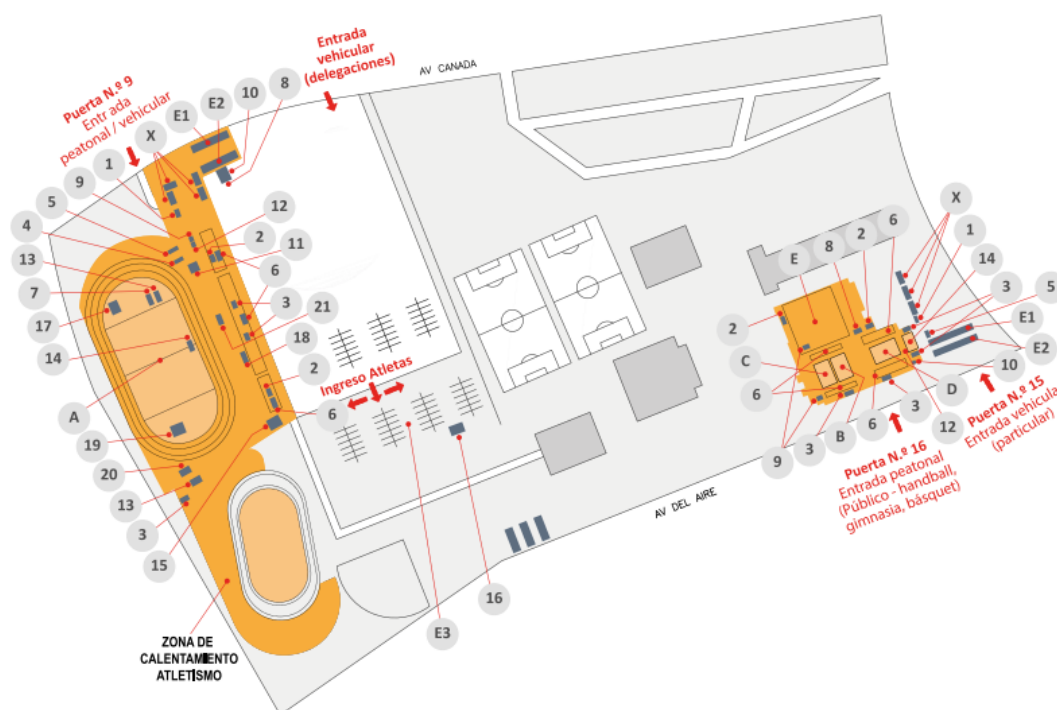 Entrada
vehicular
(delegaciones)
AV CANADA
Puerta N.º 9
Entrada
peatonal / vehicular
8
10
E2
E1
X
1
9
5
4
13
7
17
14
A
19
20
13
3
15
12
2
11
6
3
21
18
2
6
Ingreso Atletas
16
E3
ZONA DE
CALENTAMIENTO
ATLETISMO
AV DEL AIRE
X
6
2
8
E
1
14
3
5
E1
E2
2
C
6
9
3
B
6
3
12
D
10
Puerta N.º 15
Entrada vehicular
(particular)
Puerta N.º 16
Entrada peatonal
(Público - handball,
gimnasia, básquet)